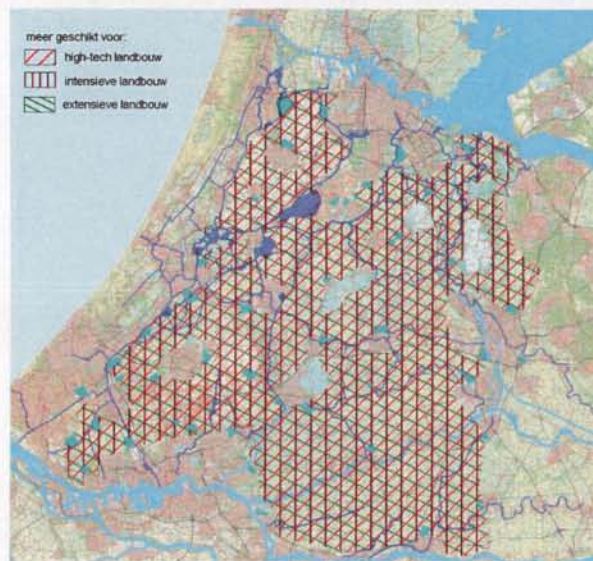 meer geschikt voor:
high-tech landbouw
intensieve landbouw
extensieve landbouw